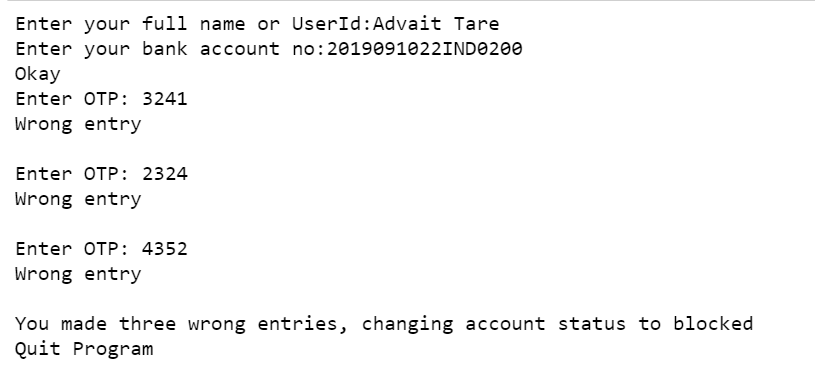 Enter your full name or UserId:Advait Tare
Enter your bank account no:2019091022IND0200
Okay
Enter OTP: 3241
Wrong entry
Enter OTP: 2324
Wrong entry
Enter OTP: 4352
Wrong entry
You made three wrong entries, changing account status to blocked
Quit Program